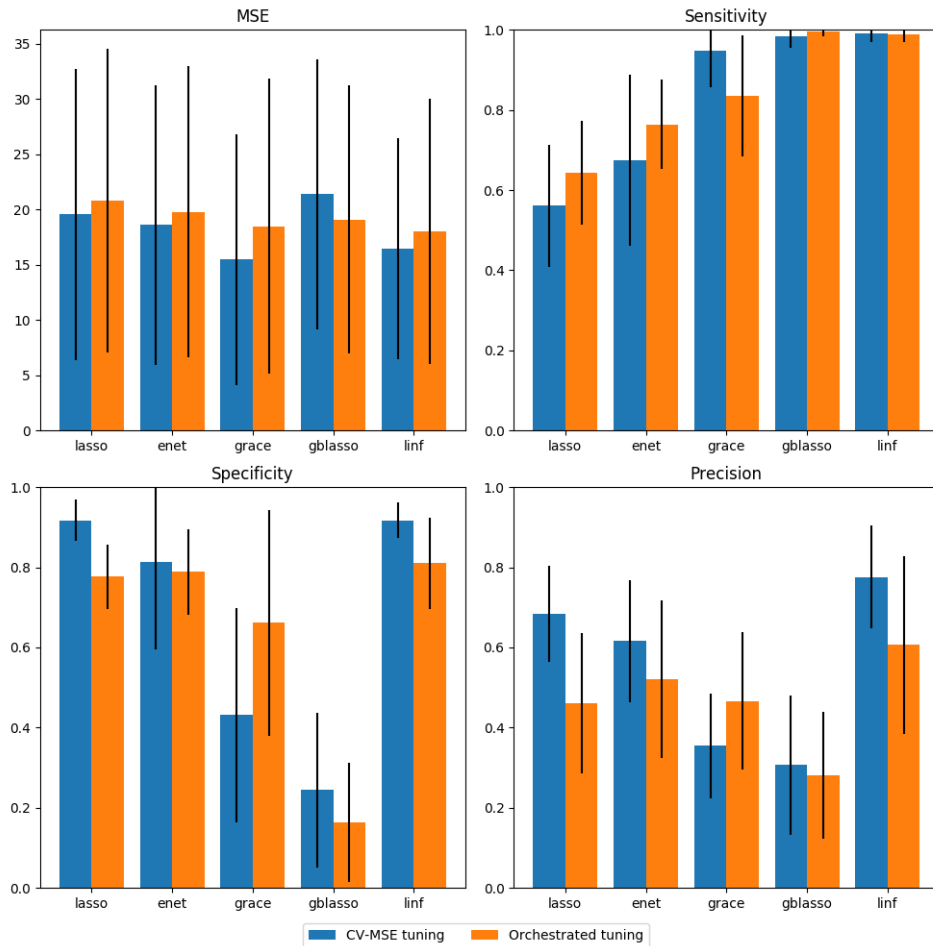 MSE
35
30
25
20
15
10
5
0
lasso enet grace gblasso linf
Sensitivity
1.0
0.8
0.6
0.4
0.2
0.0
lasso enet grace gblasso linf
Specificity
1.0
0.8
0.6
0.4
0.2
0.0
lasso enet grace gblasso linf
Precision
1.0
0.8
0.6
0.4
0.2
0.0
lasso enet grace gblasso linf
CV-MSE tuning Orchestrated tuning